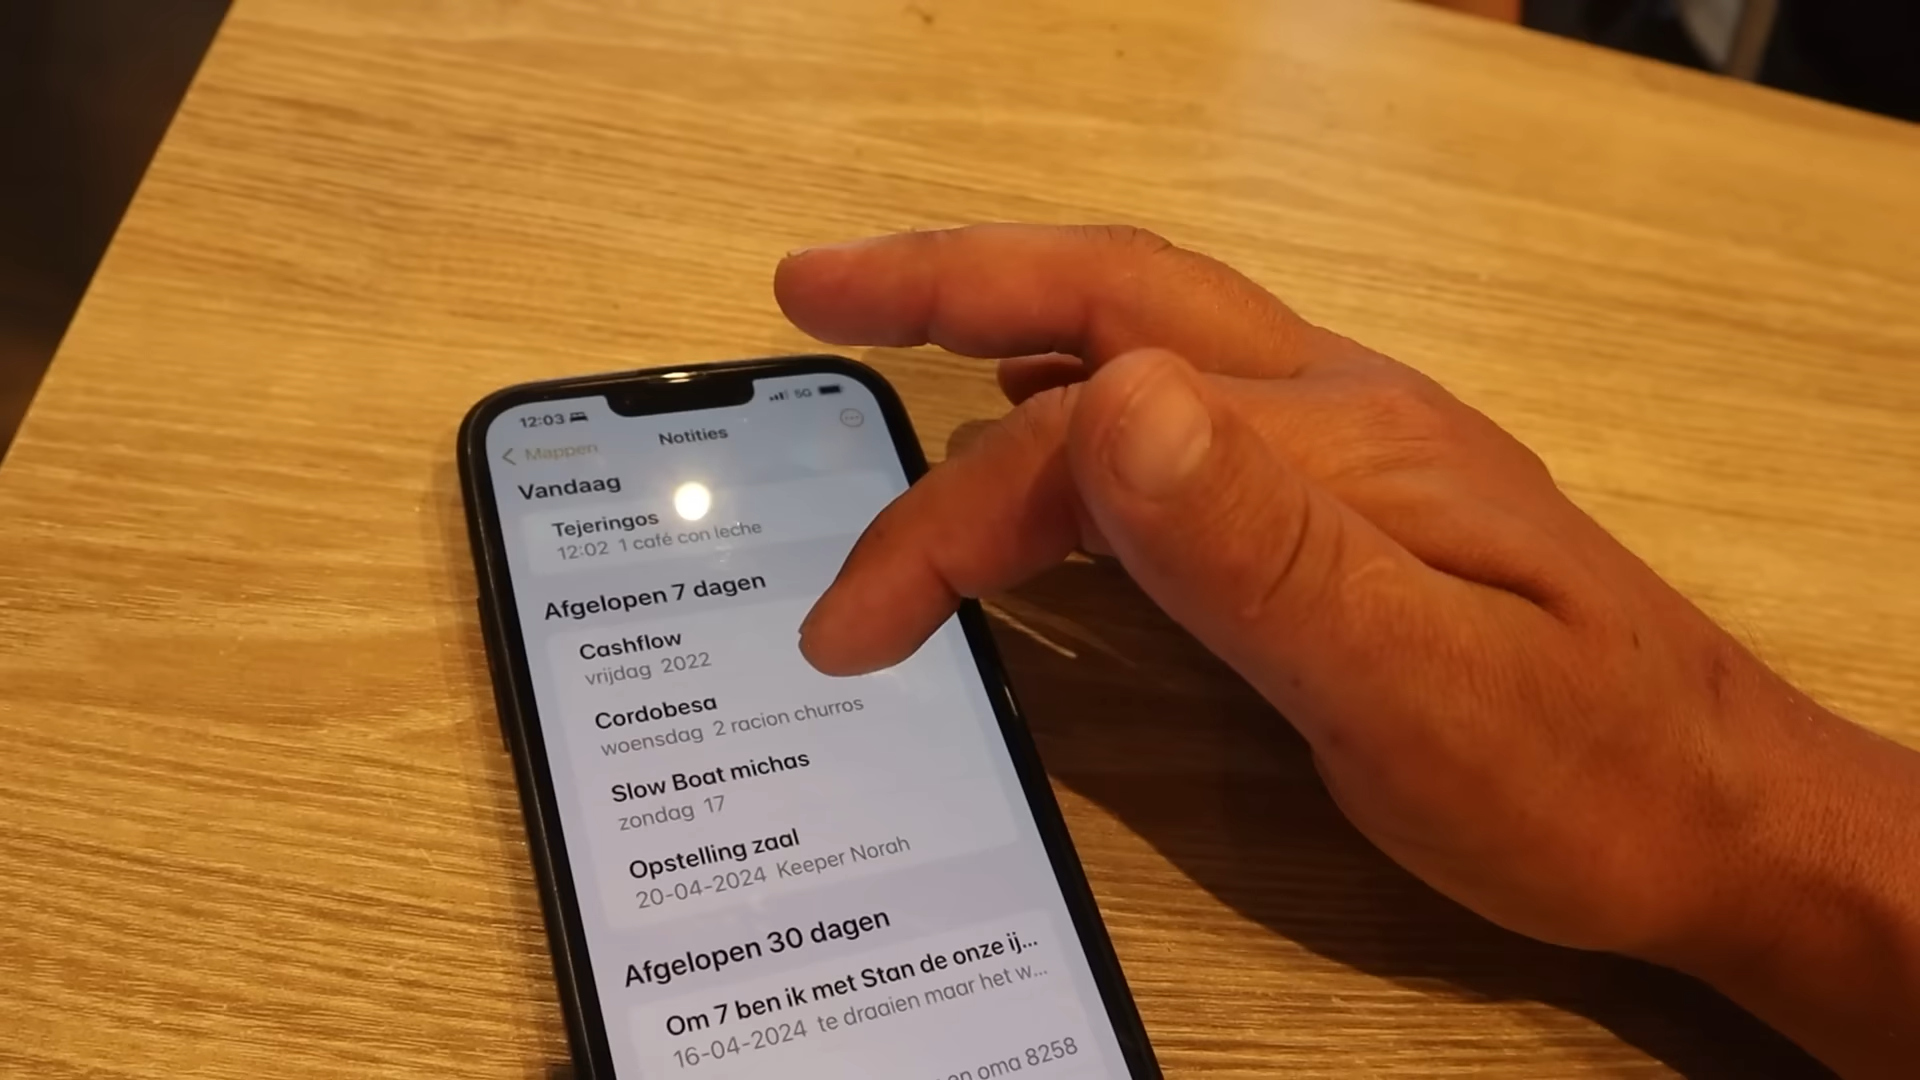 12:03
5G
Mappen
Notities
Vandaag
Tejeringos
12:02 1 café con leche
Afgelopen 7 dagen
Cashflow
vrijdag 2022
Cordobesa
woensdag 2 racion churros
Slow Boat michas
zondag 17
Opstelling zaal
20-04-2024 Keeper Norah
Afgelopen 30 dagen
Om 7 ben ik met Stan de onze ij...
16-04-2024 te draaien maar het w...
oma 8258